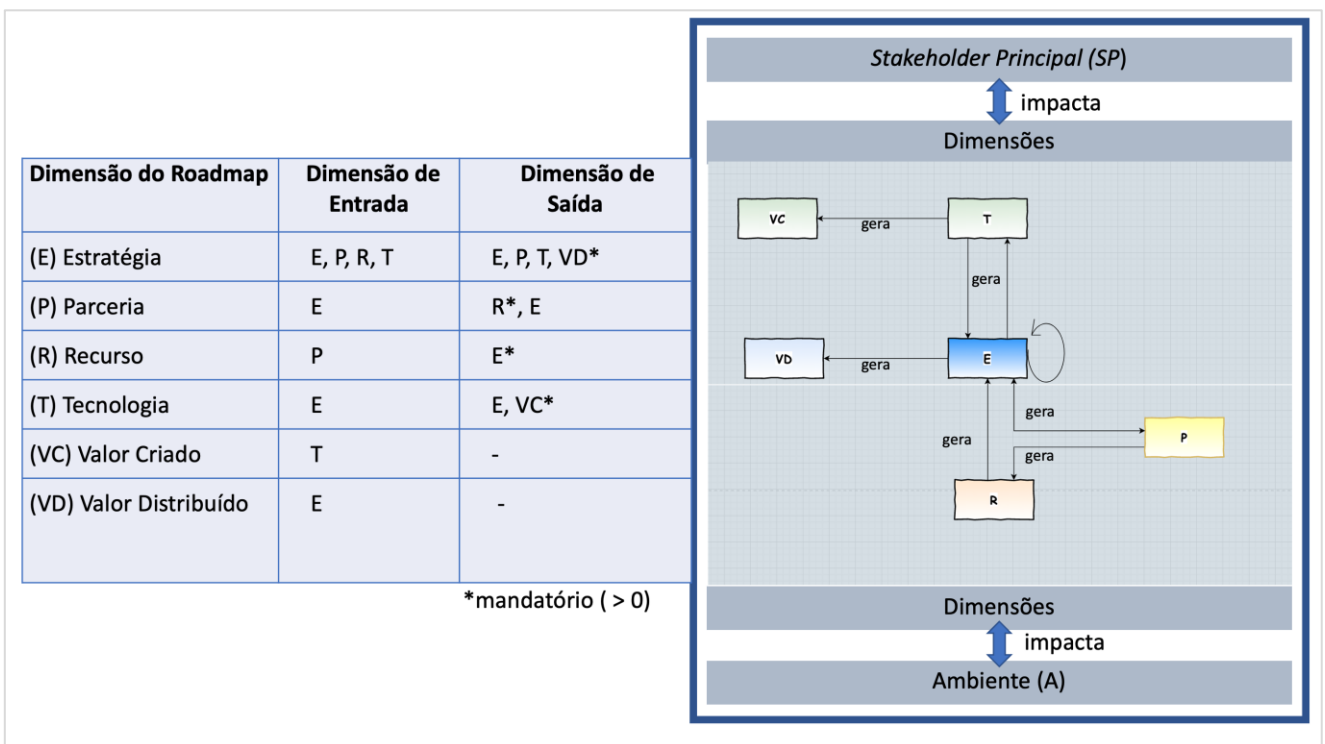 Dimensão do Roadmap
Dimensão de
Entrada
Dimensão de
Saída
(E) Estratégia
E, P, R, T
E, P, T, VD*
(P) Parceria
E
R*, E
(R) Recurso
P
E*
(T) Tecnologia
E
E, VC*
(VC) Valor Criado
T
-
(VD) Valor Distribuído
E
-
*mandatório ( > 0)
Stakeholder Principal (SP)
impacta
Dimensões
VC
gera
T
gera
VD
gera
E
gera
gera
P
gera
R
Dimensões
impacta
Ambiente (A)